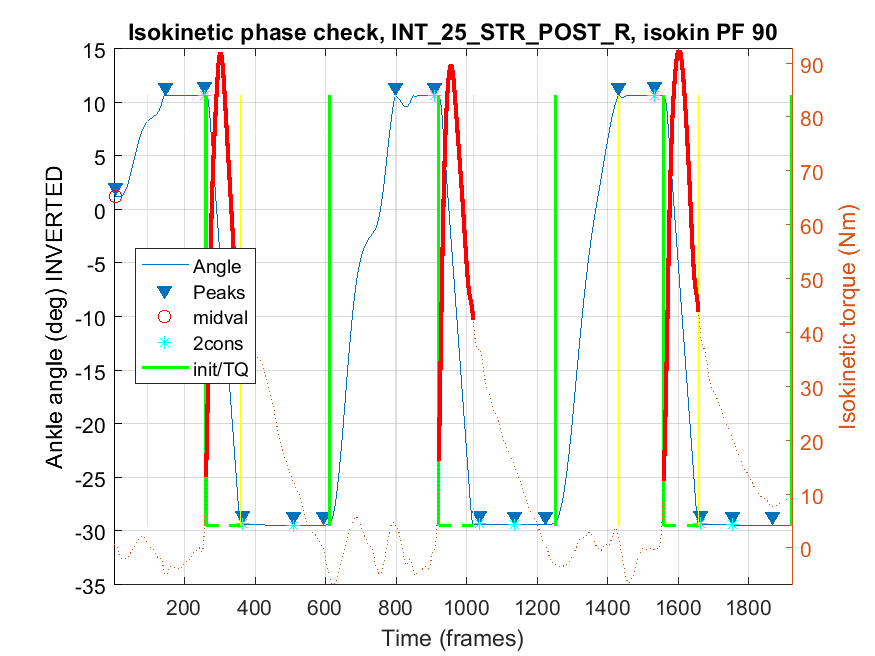 Isokinetic phase check, INT_25_STR_POST_R, isokin PF 90
15
10
5
0
-5
-10
-15
-20
-25
-30
-35
Ankle angle (deg) INVERTED
Angle
Peaks
midval
2cons
init/TQ
90
80
70
60
50
40
30
20
10
0
Isokinetic torque (Nm)
200 400 600 800 1000 1200 1400 1600 1800
Time (frames)